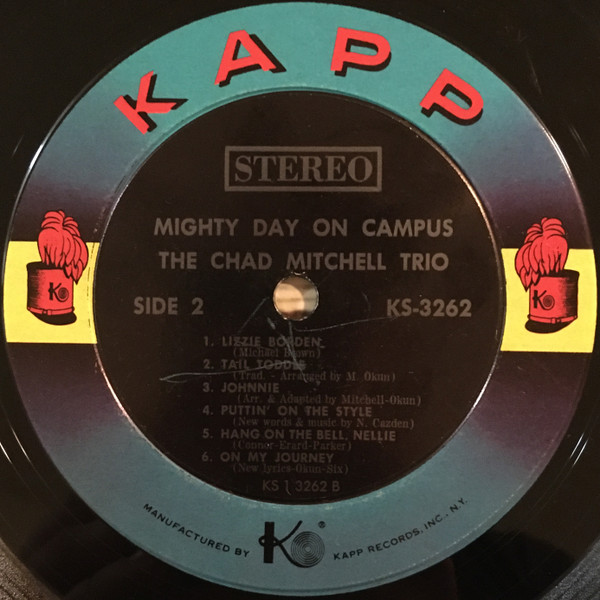 KAPP
STEREO
MIGHTY DAY ON CAMPUS
THE CHAD MITCHELL TRIO
SIDE 2 KS-3262
1. LIZZIE BORDEN
(Michael Brown)
2. TAIL TODDLE
(Trad. - Arranged by M. Okun)
3. JOHNNIE
(Arr. & Adapted by Mitchell-Okun)
4. PUTTIN' ON THE STYLE
(New words & music by N. Cazden)
5. HANG ON THE BELL, NELLIE
(Connor-Erard-Parker)
6. ON MY JOURNEY
(New lyrics-Okun-Six)
KS 1 3262 B
MANUFACTURED BY K ® KAPP RECORDS, INC., N.Y.